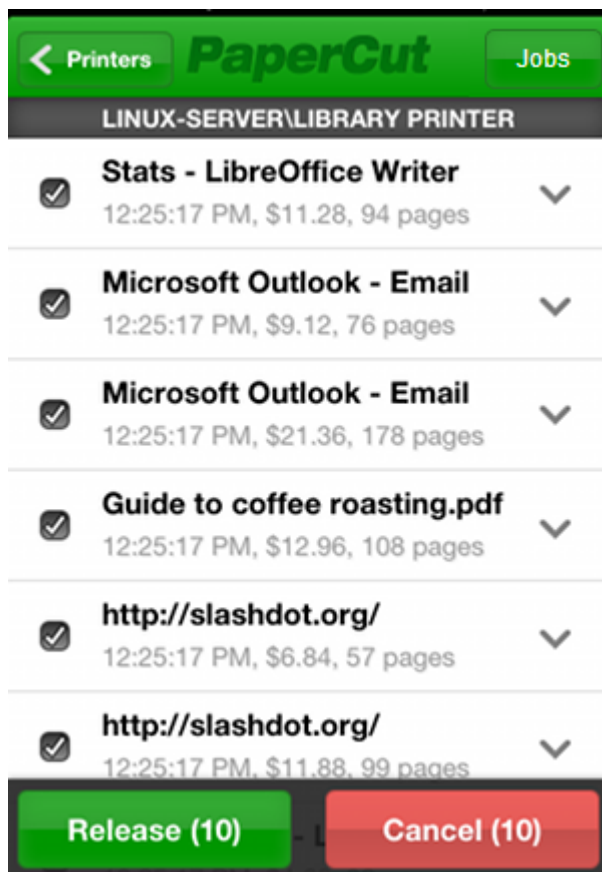 Printers
PaperCut
Jobs
LINUX-SERVER\LIBRARY PRINTER
Stats - LibreOffice Writer
12:25:17 PM, $11.28, 94 pages
Microsoft Outlook - Email
12:25:17 PM, $9.12, 76 pages
Microsoft Outlook - Email
12:25:17 PM, $21.36, 178 pages
Guide to coffee roasting.pdf
12:25:17 PM, $12.96, 108 pages
http://slashdot.org/
12:25:17 PM, $6.84, 57 pages
http://slashdot.org/
12:25:17 PM, $11.88, 99 pages
Release (10)
Cancel (10)